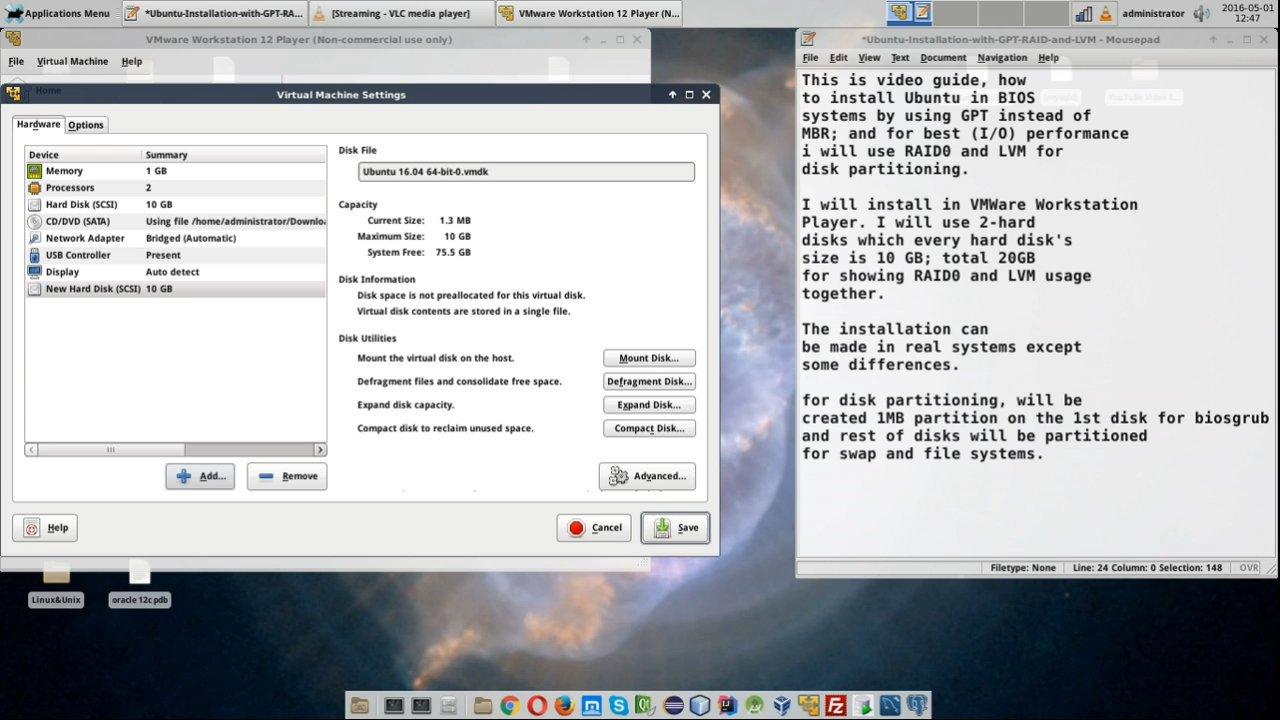 Applications Menu
*Ubuntu-Installation-with-GPT-RA...
[Streaming - VLC media player]
VMware Workstation 12 Player (N...
administrator
2016-05-01
12:47
VMware Workstation 12 Player (Non-commercial use only)
File Virtual Machine Help
Home
Virtual Machine Settings
Hardware Options
Device Summary
Memory 1 GB
Processors 2
Hard Disk (SCSI) 10 GB
CD/DVD (SATA) Using file /home/administrator/Downlo
Network Adapter Bridged (Automatic)
USB Controller Present
Display Auto detect
New Hard Disk (SCSI) 10 GB
Add... Remove
Disk File
Ubuntu 16.04 64-bit-0.vmdk
Capacity
Current Size: 1.3 MB
Maximum Size: 10 GB
System Free: 75.5 GB
Disk Information
Disk space is not preallocated for this virtual disk.
Virtual disk contents are stored in a single file.
Disk Utilities
Mount the virtual disk on the host. Mount Disk...
Defragment files and consolidate free space. Defragment Disk...
Expand disk capacity. Expand Disk...
Compact disk to reclaim unused space. Compact Disk...
Advanced...
Help Cancel Save
*Ubuntu-Installation-with-GPT-RAID-and-LVM - Mousepad
File Edit View Text Document Navigation Help
This is video guide, how
to install Ubuntu in BIOS
systems by using GPT instead of
MBR; and for best (I/O) performance
i will use RAID0 and LVM for
disk partitioning.
I will install in VMWare Workstation
Player. I will use 2-hard
disks which every hard disk's
size is 10 GB; total 20GB
for showing RAID0 and LVM usage
together.
The installation can
be made in real systems except
some differences.
for disk partitioning, will be
created 1MB partition on the 1st disk for biosgrub
and rest of disks will be partitioned
for swap and file systems.
Filetype: None Line: 24 Column: 0 Selection: 148 OVR
Linux&Unix
oracle 12c pdb